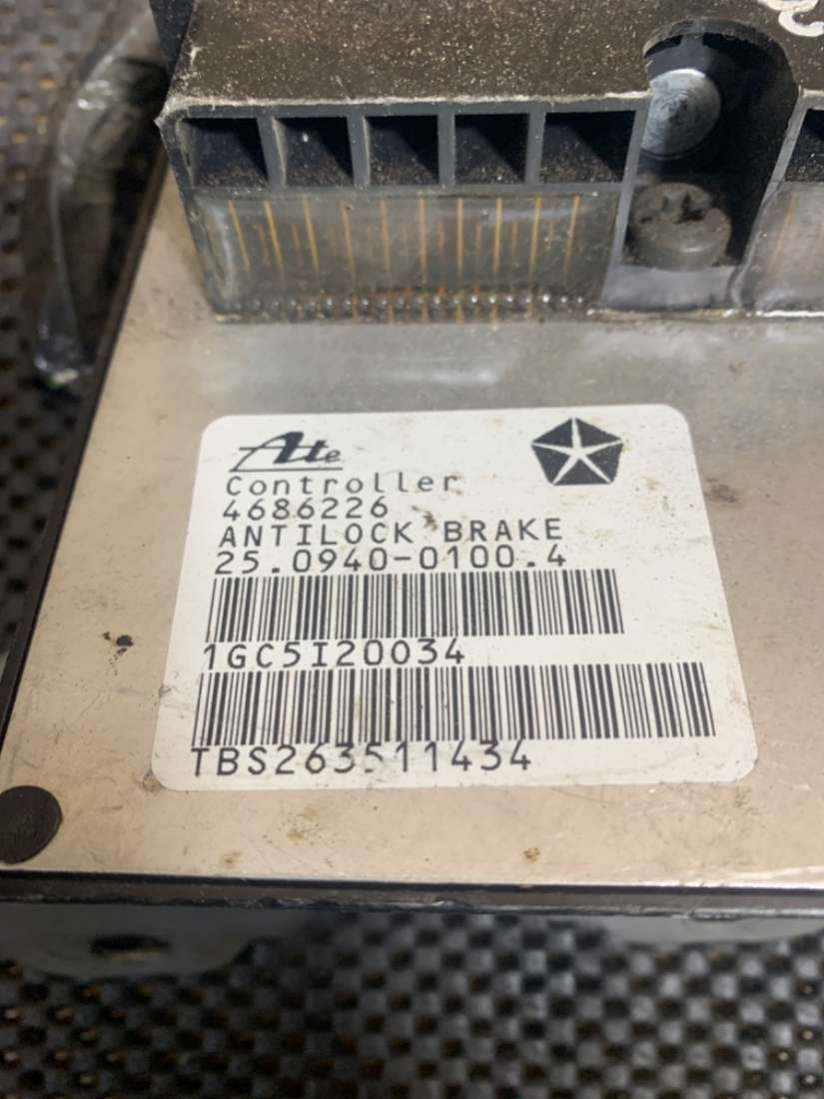 Ate
Controller
4686226
ANTILOCK BRAKE
25.0940-0100.4
1GC5I20034
TBS263511434